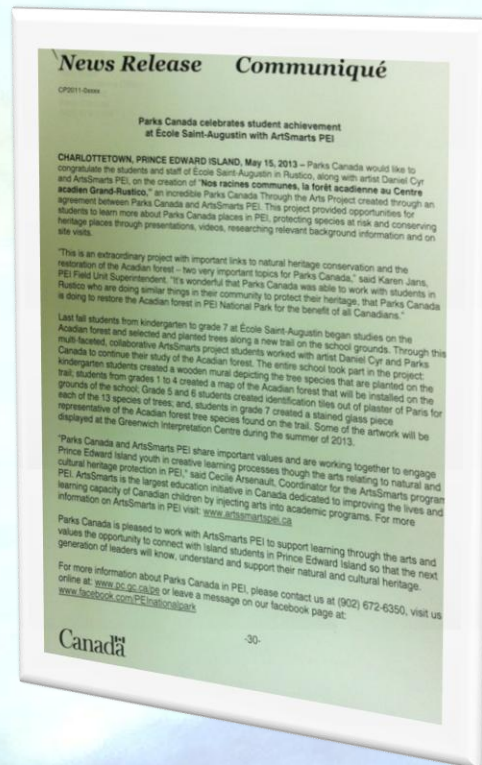 News Release Communiqué
CP2011-0xxxx
Parks Canada celebrates student achievement
at École Saint-Augustin with ArtSmarts PEI
CHARLOTTETOWN, PRINCE EDWARD ISLAND, May 15, 2013 – Parks Canada would like to
congratulate the students and staff of École Saint-Augustin in Rustico, along with artist Daniel Cyr
and ArtsSmarts PEI, on the creation of "Nos racines communes, la forêt acadienne au Centre
acadien Grand-Rustico," an incredible Parks Canada Through the Arts Project created through an
agreement between Parks Canada and ArtsSmarts PEI. This project provided opportunities for
students to learn more about Parks Canada places in PEI, protecting species at risk and conserving
heritage places through presentations, videos, researching relevant background information and on
site visits.
"This is an extraordinary project with important links to natural heritage conservation and the
restoration of the Acadian forest – two very important topics for Parks Canada," said Karen Jans,
PEI Field Unit Superintendent. "It's wonderful that Parks Canada was able to work with students in
Rustico who are doing similar things in their community to protect their heritage, that Parks Canada
is doing to restore the Acadian forest in PEI National Park for the benefit of all Canadians."
Last fall students from kindergarten to grade 7 at École Saint-Augustin began studies on the
Acadian forest and selected and planted trees along a new trail on the school grounds. Through this
multi-faceted, collaborative ArtsSmarts project students worked with artist Daniel Cyr and Parks
Canada to continue their study of the Acadian forest. The entire school took part in the project:
kindergarten students created a wooden mural depicting the tree species that are planted on the
trail; students from grades 1 to 4 created a map of the Acadian forest that will be installed on the
grounds of the school; Grade 5 and 6 students created identification tiles out of plaster of Paris for
each of the 13 species of trees; and, students in grade 7 created a stained glass piece
representative of the Acadian forest tree species found on the trail. Some of the artwork will be
displayed at the Greenwich Interpretation Centre during the summer of 2013.
"Parks Canada and ArtsSmarts PEI share important values and are working together to engage
Prince Edward Island youth in creative learning processes though the arts relating to natural and
cultural heritage protection in PEI," said Cecile Arsenault, Coordinator for the ArtsSmarts program
PEI. ArtsSmarts is the largest education initiative in Canada dedicated to improving the lives and
learning capacity of Canadian children by injecting arts into academic programs. For more
information on ArtsSmarts in PEI visit: www.artssmartspei.ca
Parks Canada is pleased to work with ArtsSmarts PEI to support learning through the arts and
values the opportunity to connect with Island students in Prince Edward Island so that the next
generation of leaders will know, understand and support their natural and cultural heritage.
For more information about Parks Canada in PEI, please contact us at (902) 672-6350, visit us
online at: www.pc.gc.ca/pe or leave a message on our facebook page at:
www.facebook.com/PEInationalpark
Canada -30-